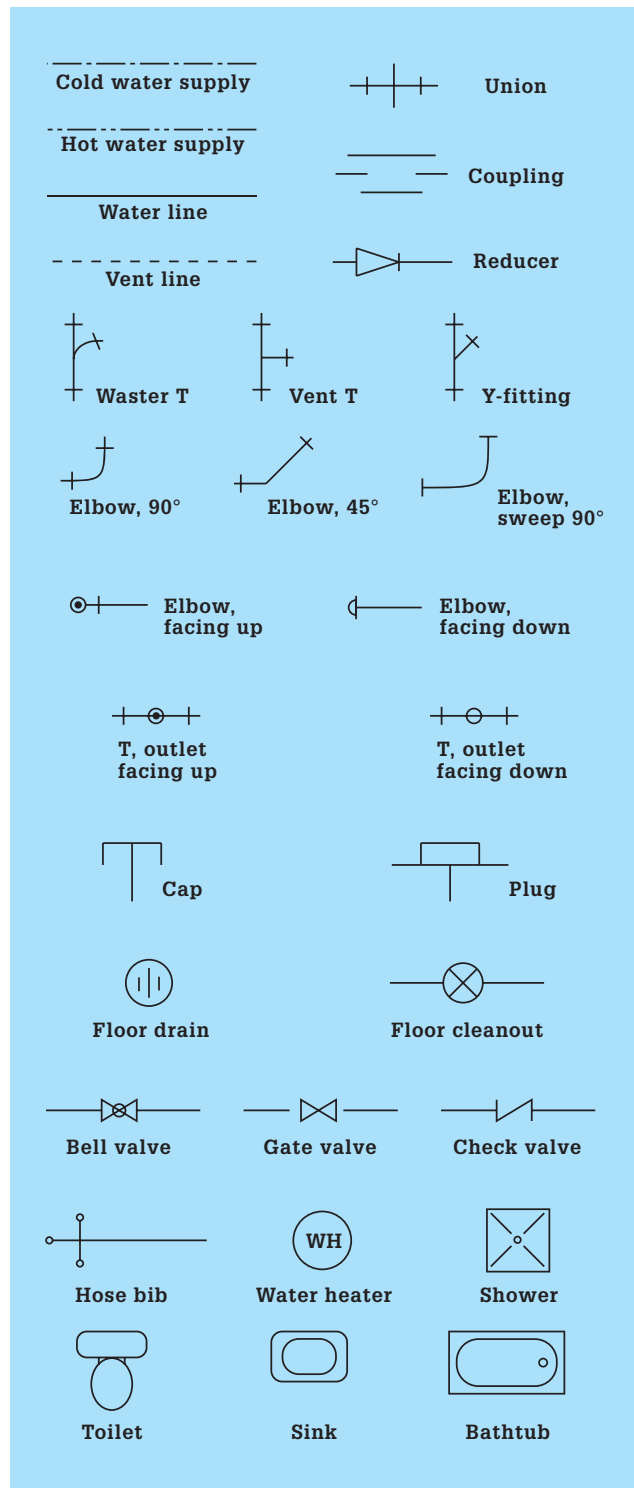 Cold water supply
Union
Hot water supply
Coupling
Water line
Reducer
Vent line
Waster T
Vent T
Y-fitting
Elbow, 90°
Elbow, 45°
Elbow,
sweep 90°
Elbow,
facing up
Elbow,
facing down
T, outlet
facing up
T, outlet
facing down
Cap
Plug
Floor drain
Floor cleanout
Bell valve
Gate valve
Check valve
WH
Hose bib
Water heater
Shower
Toilet
Sink
Bathtub